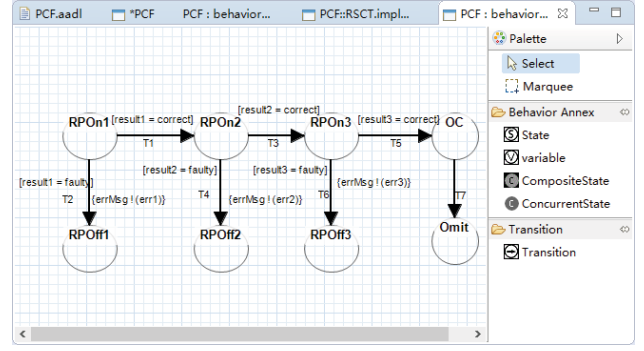 PCF.aadl
*PCF
PCF : behavior...
PCF::RSCT.impl...
PCF : behavior...
Palette
Select
Marquee
Behavior Annex
State
variable
CompositeState
ConcurrentState
Transition
Transition
[result2 = correct]
RPOn1 [result1 = correct] RPOn2 RPOn3 [result3 = correct] OC
T1 T3 T5
[result2 = faulty] [result3 = faulty]
[result1 = faulty] {errMsg ! (err3)}
T2 {errMsg ! (err1)} T4 {errMsg ! (err2)} T6 T7
RPOff1 RPOff2 RPOff3 Omit